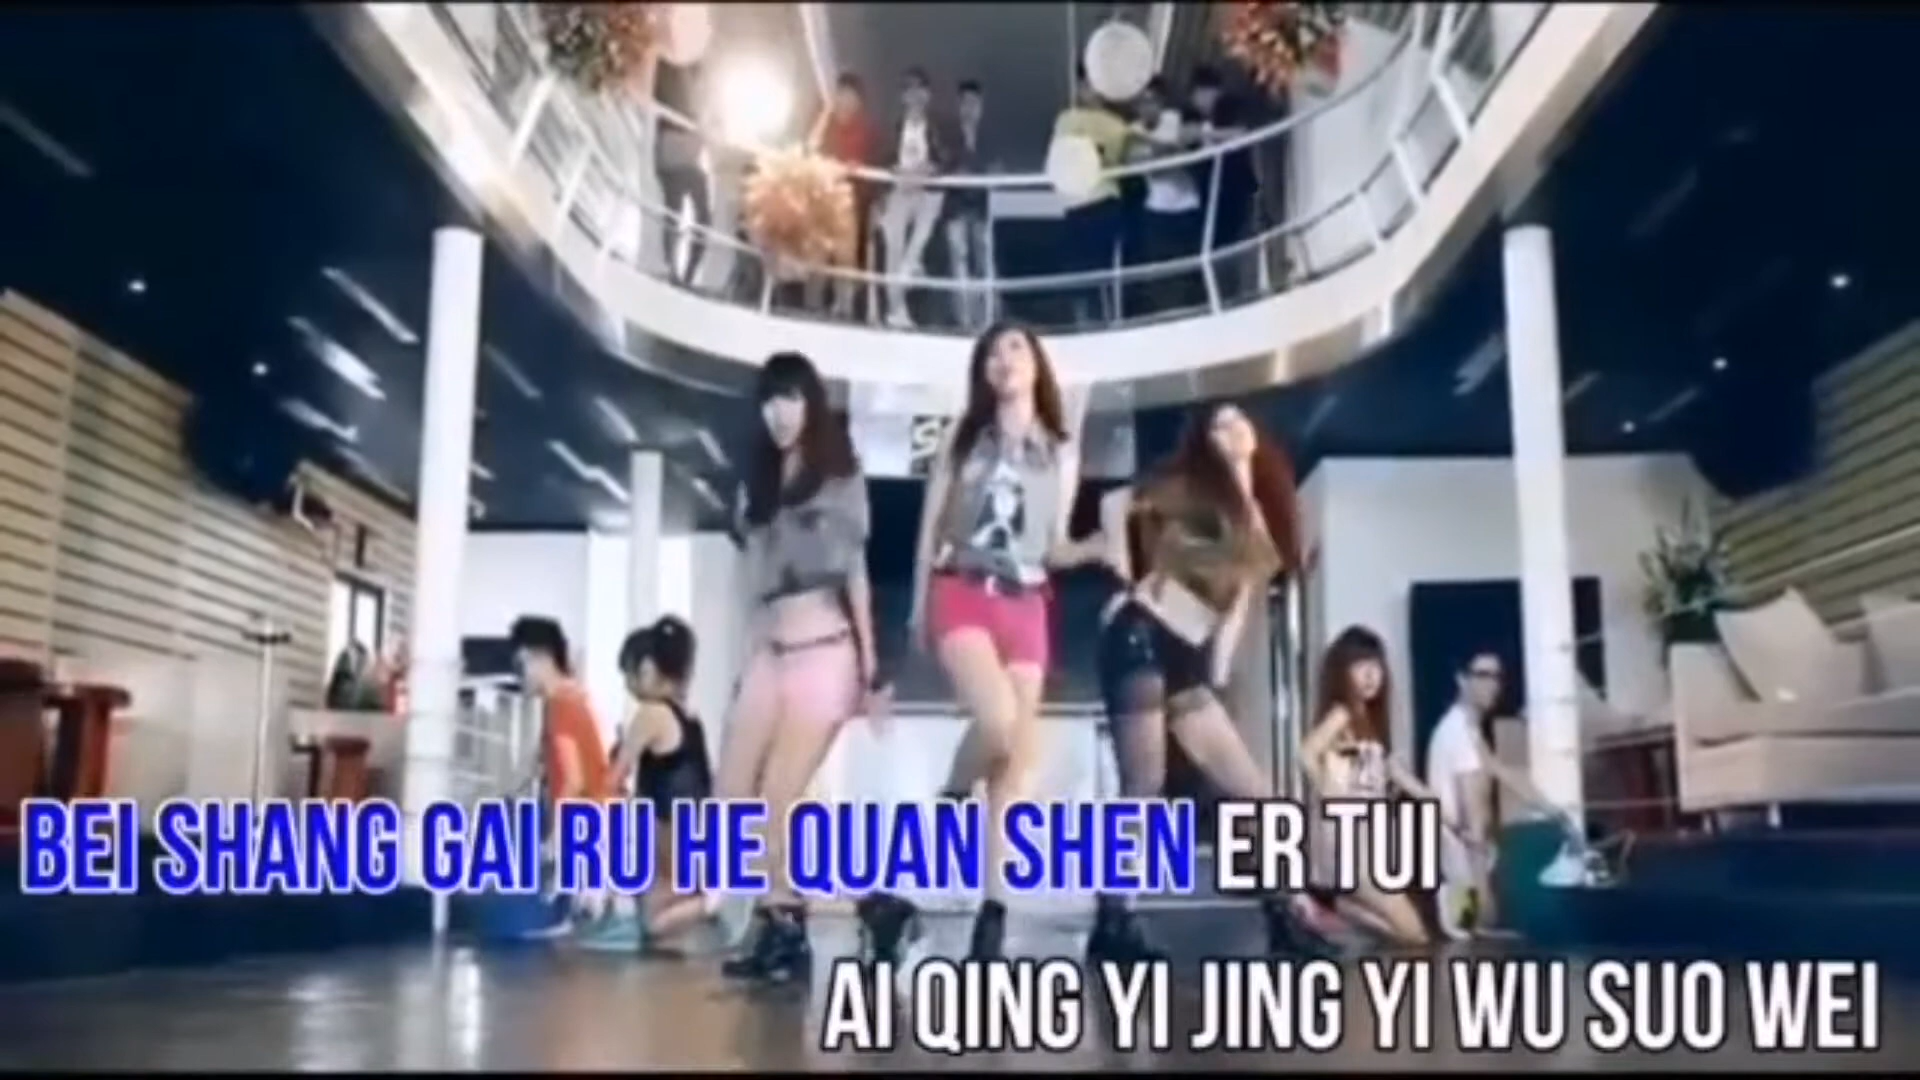 BEI SHANG GAI RU HE QUAN SHEN ER TUI
AI QING YI JING YI WU SUO WEI